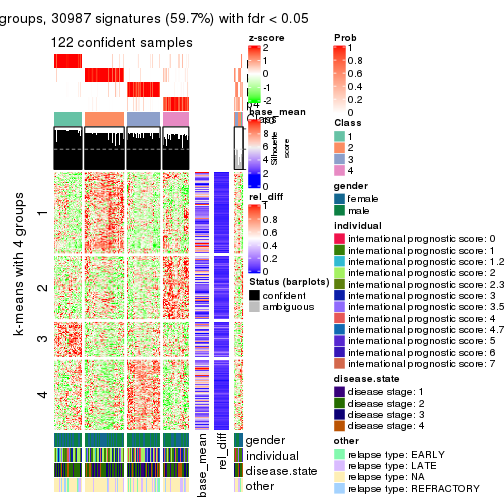 groups, 30987 signatures (59.7%) with fdr < 0.05
122 confident samples
k-means with 4 groups
1
2
3
4
base_mean
rel_diff
gender
individual
disease.state
other
z-score
2
1
0
-1
-2
base_mean
8
6
4
2
0
Silhouette score
rel_diff
1
0.5
0
Status (barplots)
confident
ambiguous
Prob
1
0.8
0.6
0.4
0.2
0
Class
1
2
3
4
gender
female
male
individual
international prognostic score: 0
international prognostic score: 1
international prognostic score: 1.2
international prognostic score: 2
international prognostic score: 2.3
international prognostic score: 3
international prognostic score: 3.5
international prognostic score: 4
international prognostic score: 4.7
international prognostic score: 5
international prognostic score: 6
international prognostic score: 7
disease.state
disease stage: 1
disease stage: 2
disease stage: 3
disease stage: 4
other
relapse type: EARLY
relapse type: LATE
relapse type: NA
relapse type: REFRACTORY